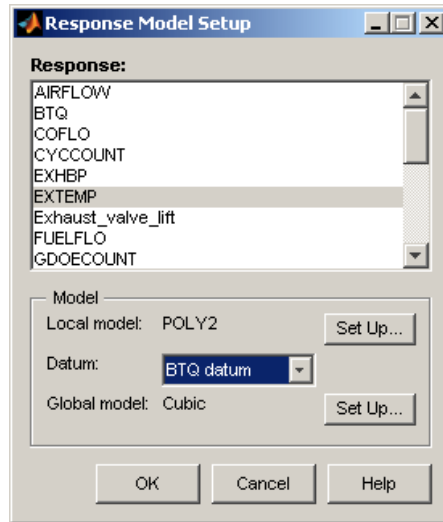 Response Model Setup
Response:
AIRFLOW
BTQ
COFLO
CYCCOUNT
EXHBP
EXTEMP
Exhaust_valve_lift
FUELFLO
GDOECOUNT
Model
Local model: POLY2 Set Up...
Datum: BTQ datum
Global model: Cubic Set Up...
OK Cancel Help